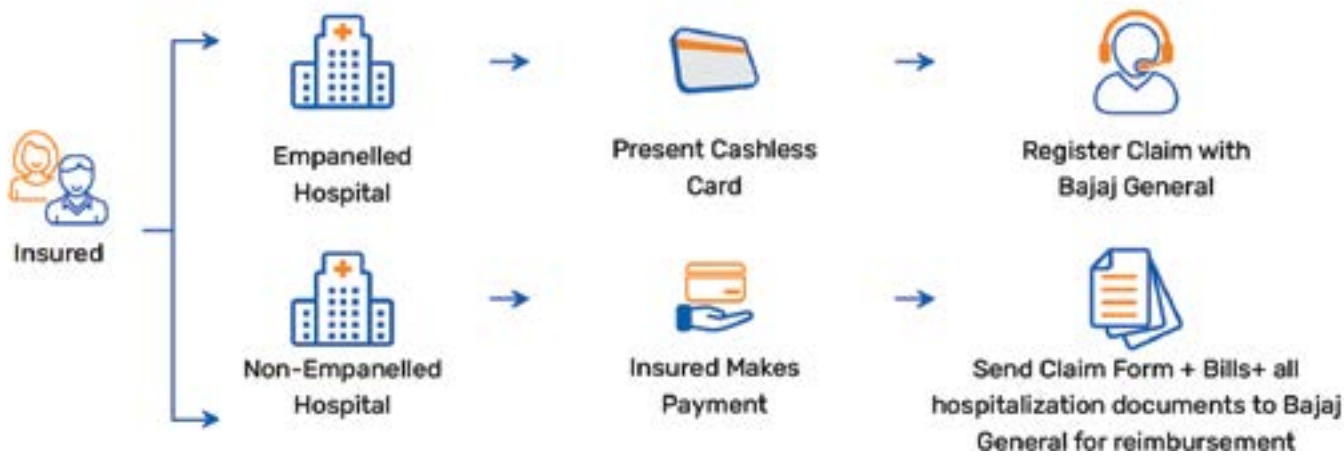 Insured
Empanelled
Hospital
Present Cashless
Card
Register Claim with
Bajaj General
Non-Empanelled
Hospital
Insured Makes
Payment
Send Claim Form + Bills+ all
hospitalization documents to Bajaj
General for reimbursement